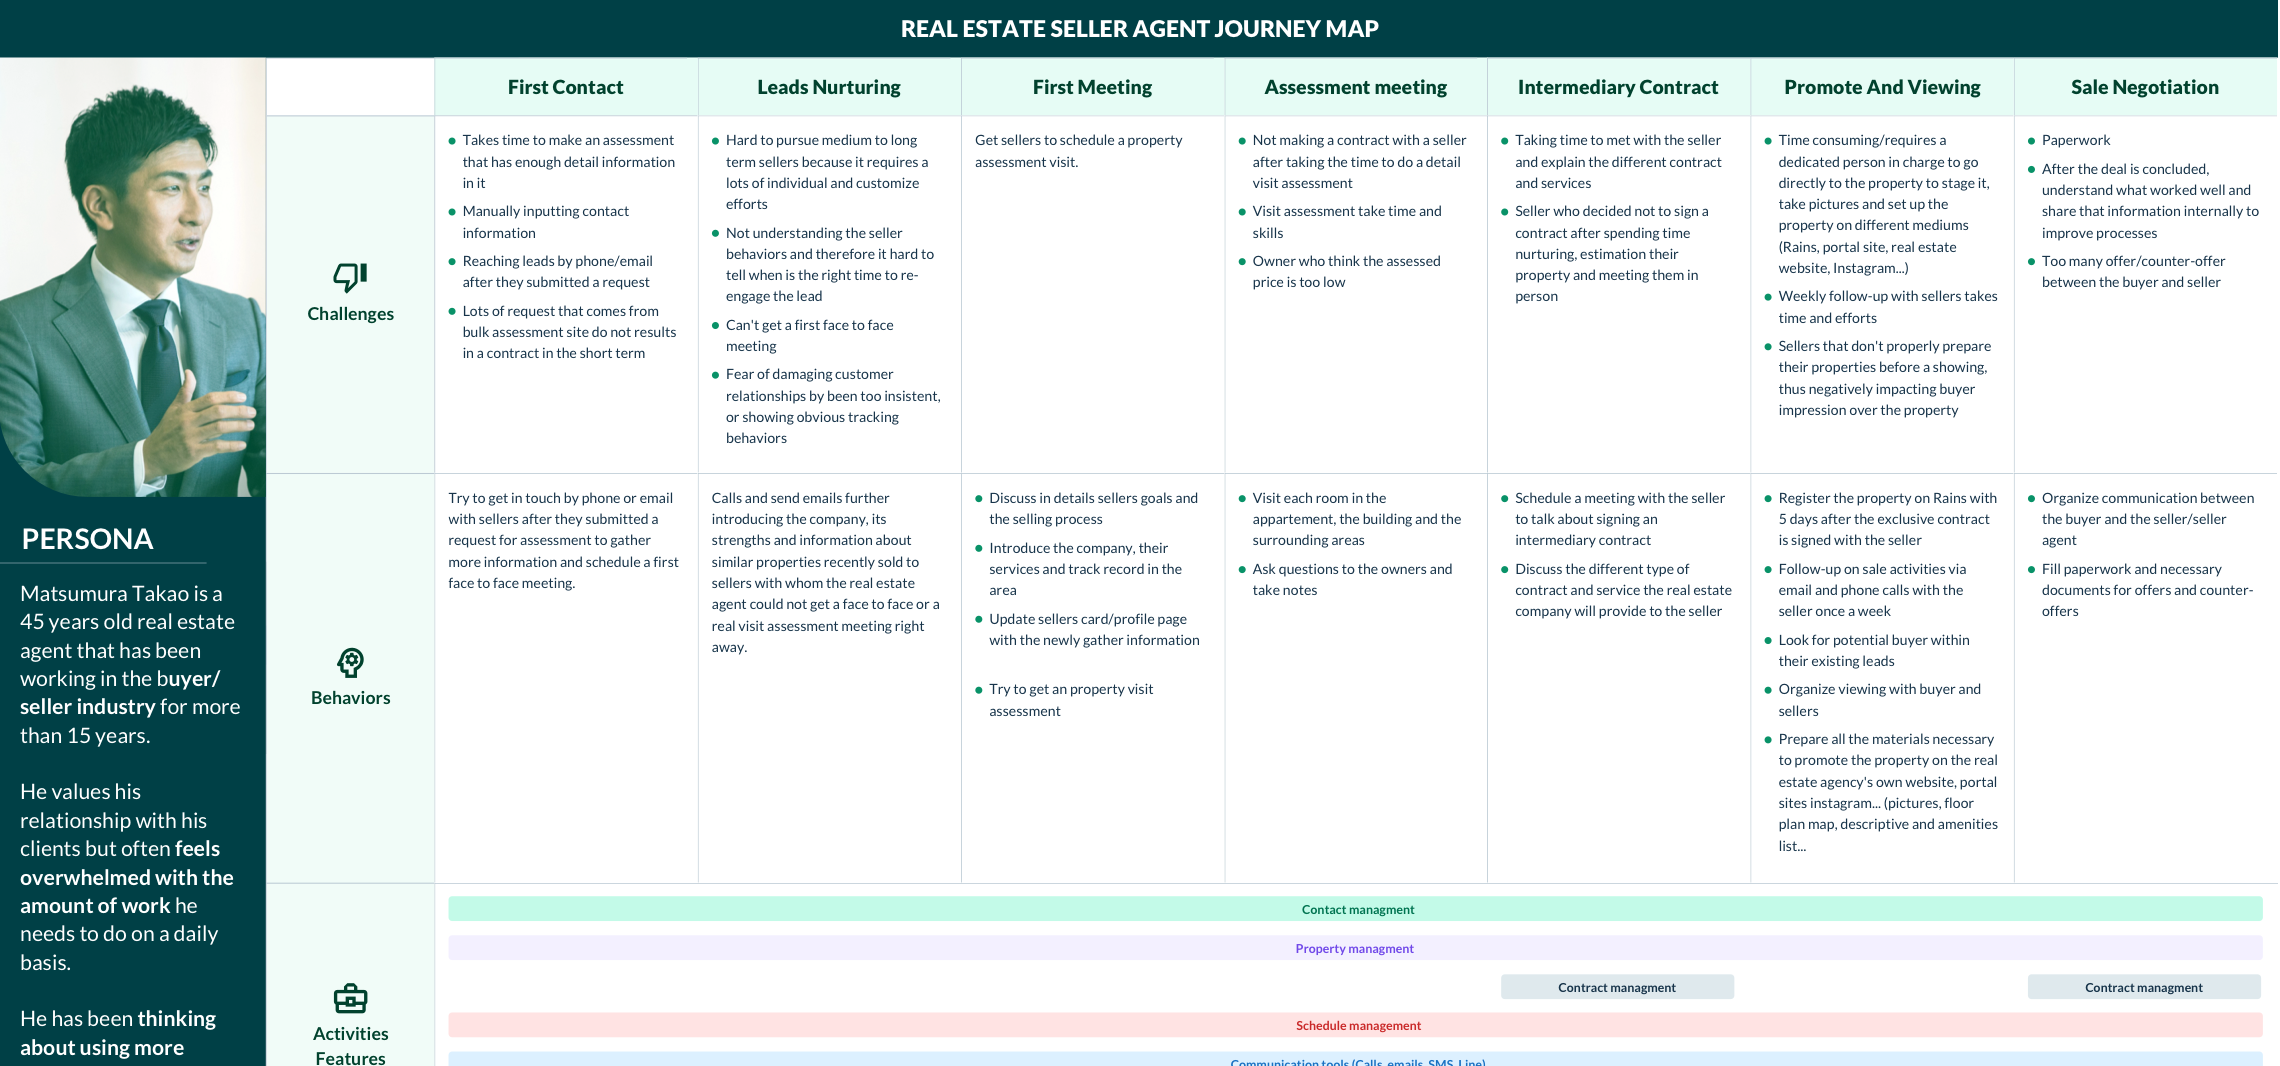 REAL ESTATE SELLER AGENT JOURNEY MAP
First Contact
Leads Nurturing
First Meeting
Assessment meeting
Intermediary Contract
Promote And Viewing
Sale Negotiation
Challenges
Takes time to make an assessment
that has enough detail information
in it
Manually inputting contact
information
Reaching leads by phone/email
after they submitted a request
Lots of request that comes from
bulk assessment site do not results
in a contract in the short term
Hard to pursue medium to long
term sellers because it requires a
lots of individual and customize
efforts
Not understanding the seller
behaviors and therefore it hard to
tell when is the right time to re-
engage the lead
Can't get a first face to face
meeting
Fear of damaging customer
relationships by been too insistent,
or showing obvious tracking
behaviors
Get sellers to schedule a property
assessment visit.
Not making a contract with a seller
after taking the time to do a detail
visit assessment
Visit assessment take time and
skills
Owner who think the assessed
price is too low
Taking time to met with the seller
and explain the different contract
and services
Seller who decided not to sign a
contract after spending time
nurturing, estimation their
property and meeting them in
person
Time consuming/requires a
dedicated person in charge to go
directly to the property to stage it,
take pictures and set up the
property on different mediums
(Rains, portal site, real estate
website, Instagram...)
Weekly follow-up with sellers takes
time and efforts
Sellers that don't properly prepare
their properties before a showing,
thus negatively impacting buyer
impression over the property
Paperwork
After the deal is concluded,
understand what worked well and
share that information internally to
improve processes
Too many offer/counter-offer
between the buyer and seller
Behaviors
Try to get in touch by phone or email
with sellers after they submitted a
request for assessment to gather
more information and schedule a first
face to face meeting.
Calls and send emails further
introducing the company, its
strengths and information about
similar properties recently sold to
sellers with whom the real estate
agent could not get a face to face or a
real visit assessment meeting right
away.
Discuss in details sellers goals and
the selling process
Introduce the company, their
services and track record in the
area
Update sellers card/profile page
with the newly gather information
Try to get an property visit
assessment
Visit each room in the
appartement, the building and the
surrounding areas
Ask questions to the owners and
take notes
Schedule a meeting with the seller
to talk about signing an
intermediary contract
Discuss the different type of
contract and service the real estate
company will provide to the seller
Register the property on Rains with
5 days after the exclusive contract
is signed with the seller
Follow-up on sale activities via
email and phone calls with the
seller once a week
Look for potential buyer within
their existing leads
Organize viewing with buyer and
sellers
Prepare all the materials necessary
to promote the property on the real
estate agency's own website, portal
sites instagram... (pictures, floor
plan map, descriptive and amenities
list...
Organize communication between
the buyer and the seller/seller
agent
Fill paperwork and necessary
documents for offers and counter-
offers
Activities
Features
Contact managment
Property managment
Contract managment
Contract managment
Schedule management
Communication tools (Calls, emails, SMS, Line)
PERSONA
Matsumura Takao is a
45 years old real estate
agent that has been
working in the buyer/
seller industry for more
than 15 years.
He values his
relationship with his
clients but often feels
overwhelmed with the
amount of work he
needs to do on a daily
basis.
He has been thinking
about using more